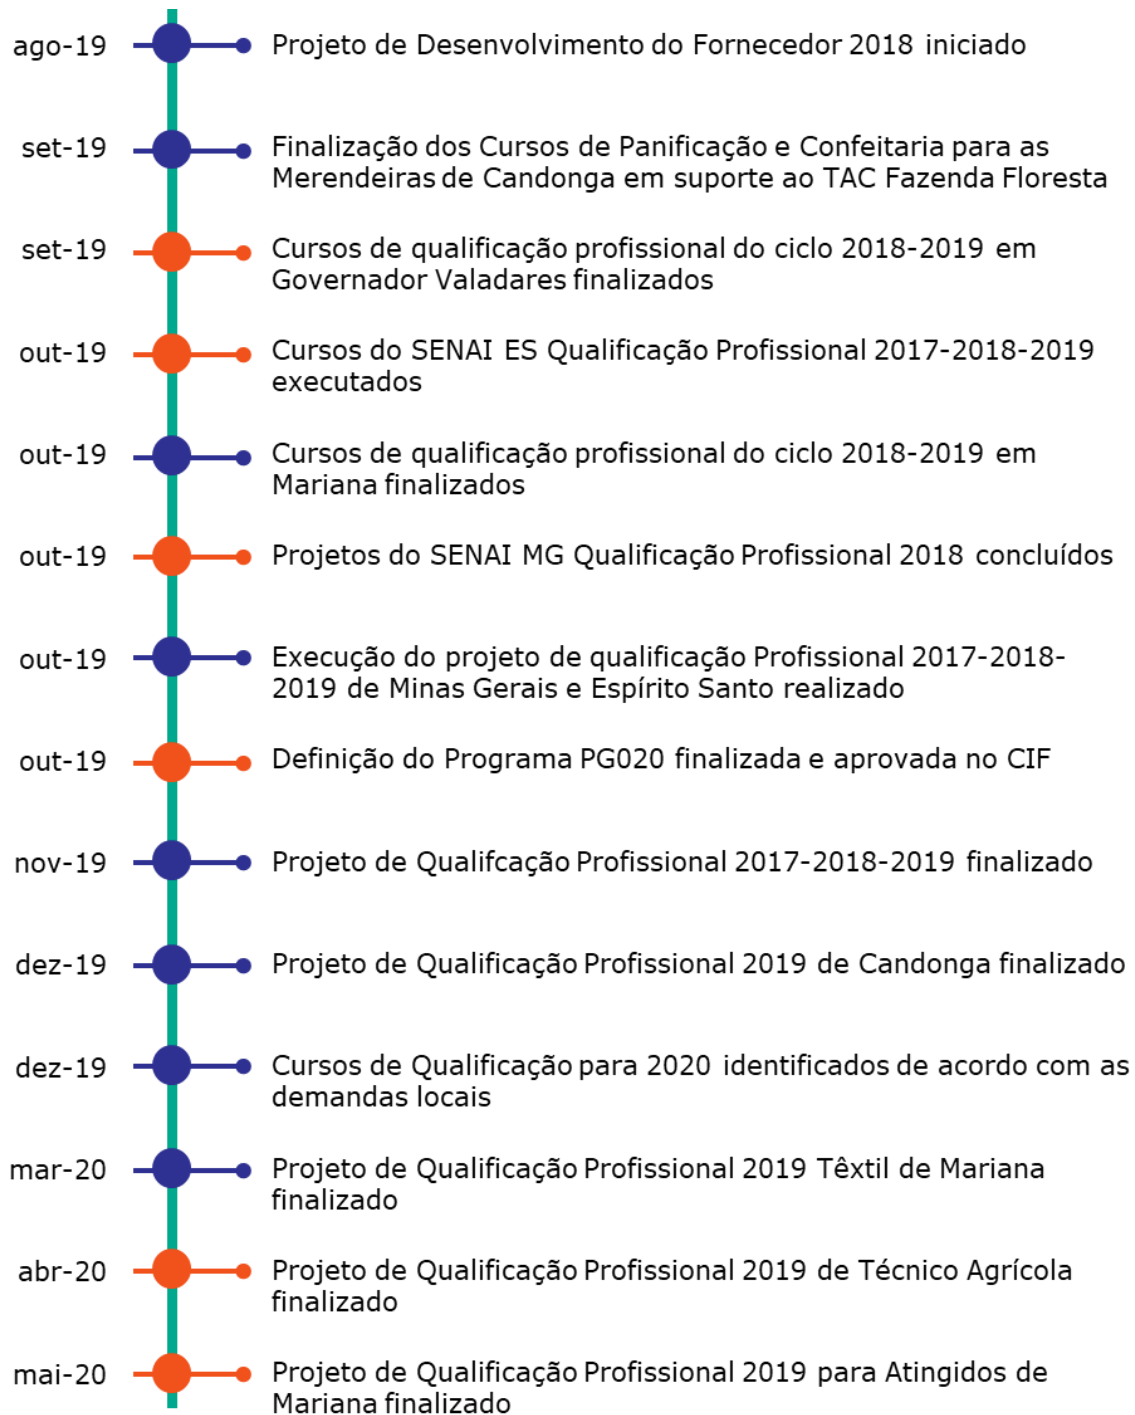 ago-19 Projeto de Desenvolvimento do Fornecedor 2018 iniciado
set-19 Finalização dos Cursos de Panificação e Confeitaria para as
Merendeiras de Candonga em suporte ao TAC Fazenda Floresta
set-19 Cursos de qualificação profissional do ciclo 2018-2019 em
Governador Valadares finalizados
out-19 Cursos do SENAI ES Qualificação Profissional 2017-2018-2019
executados
out-19 Cursos de qualificação profissional do ciclo 2018-2019 em
Mariana finalizados
out-19 Projetos do SENAI MG Qualificação Profissional 2018 concluídos
out-19 Execução do projeto de qualificação Profissional 2017-2018-
2019 de Minas Gerais e Espírito Santo realizado
out-19 Definição do Programa PG020 finalizada e aprovada no CIF
nov-19 Projeto de Qualifcação Profissional 2017-2018-2019 finalizado
dez-19 Projeto de Qualificação Profissional 2019 de Candonga finalizado
dez-19 Cursos de Qualificação para 2020 identificados de acordo com as
demandas locais
mar-20 Projeto de Qualificação Profissional 2019 Têxtil de Mariana
finalizado
abr-20 Projeto de Qualificação Profissional 2019 de Técnico Agrícola
finalizado
mai-20 Projeto de Qualificação Profissional 2019 para Atingidos de
Mariana finalizado